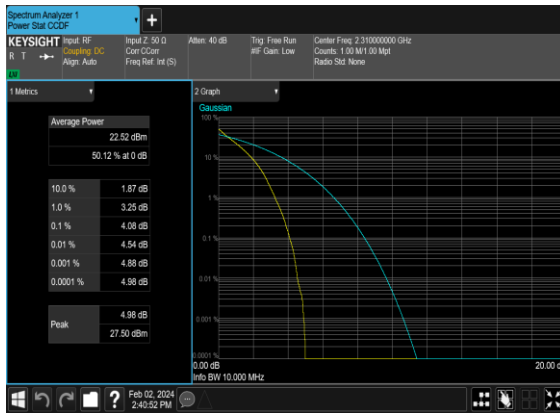 Spectrum Analyzer 1
Power Stat CCDF
+
KEYSIGHT
R T
LXI
Input: RF
Coupling: DC
Align: Auto
Input Z: 50 Ω
Corr CCorr
Freq Ref: Int (S)
Atten: 40 dB
Trig: Free Run
#IF Gain: Low
Center Freq: 2.310000000 GHz
Counts: 1.00 M/1.00 Mpt
Radio Std: None
1 Metrics
Average Power
22.52 dBm
50.12 % at 0 dB
10.0 % 1.87 dB
1.0 % 3.25 dB
0.1 % 4.08 dB
0.01 % 4.54 dB
0.001 % 4.88 dB
0.0001 % 4.98 dB
Peak 4.98 dB
27.50 dBm
2 Graph
Gaussian
100 %
10 %
1 %
0.1 %
0.01 %
0.001 %
0.0001 %
0.00 dB
20.00 d
Info BW 10.000 MHz
?
Feb 02, 2024
2:40:52 PM